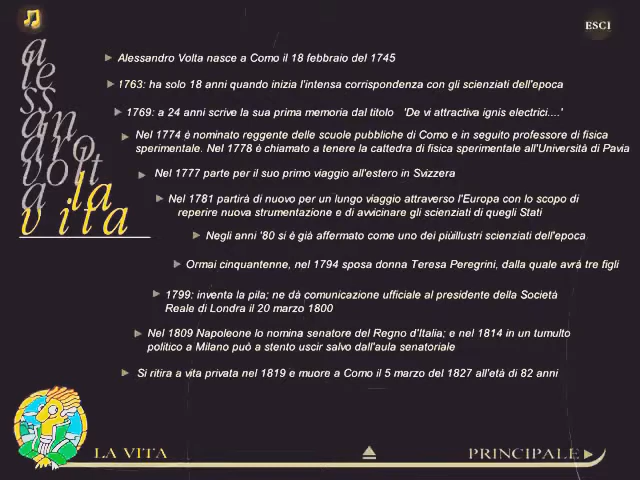 ESCI
alessandro volta la vita
Alessandro Volta nasce a Como il 18 febbraio del 1745
1763: ha solo 18 anni quando inizia l'intensa corrispondenza con gli scienziati dell'epoca
1769: a 24 anni scrive la sua prima memoria dal titolo 'De vi attractiva ignis electrici....'
Nel 1774 è nominato reggente delle scuole pubbliche di Como e in seguito professore di fisica
sperimentale. Nel 1778 è chiamato a tenere la cattedra di fisica sperimentale all'Università di Pavia
Nel 1777 parte per il suo primo viaggio all'estero in Svizzera
Nel 1781 partirà di nuovo per un lungo viaggio attraverso l'Europa con lo scopo di
reperire nuova strumentazione e di avvicinare gli scienziati di quegli Stati
Negli anni '80 si è già affermato come uno dei piùillustri scienziati dell'epoca
Ormai cinquantenne, nel 1794 sposa donna Teresa Peregrini, dalla quale avrà tre figli
1799: inventa la pila; ne dà comunicazione ufficiale al presidente della Società
Reale di Londra il 20 marzo 1800
Nel 1809 Napoleone lo nomina senatore del Regno d'Italia; e nel 1814 in un tumulto
politico a Milano può a stento uscir salvo dall'aula senatoriale
Si ritira a vita privata nel 1819 e muore a Como il 5 marzo del 1827 all'età di 82 anni
LA VITA
PRINCIPALE